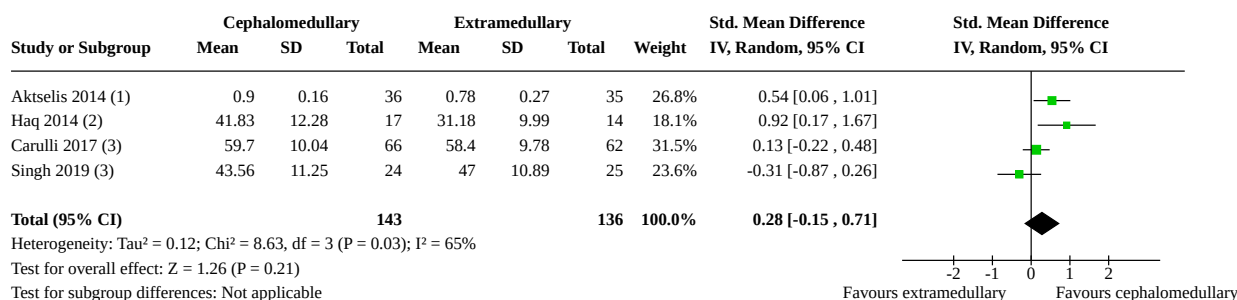 Cephalomedullary Extramedullary Std. Mean Difference Std. Mean Difference
Study or Subgroup Mean SD Total Mean SD Total Weight IV, Random, 95% CI IV, Random, 95% CI
Aktselis 2014 (1) 0.9 0.16 36 0.78 0.27 35 26.8% 0.54 [0.06 , 1.01]
Haq 2014 (2) 41.83 12.28 17 31.18 9.99 14 18.1% 0.92 [0.17 , 1.67]
Carulli 2017 (3) 59.7 10.04 66 58.4 9.78 62 31.5% 0.13 [-0.22 , 0.48]
Singh 2019 (3) 43.56 11.25 24 47 10.89 25 23.6% -0.31 [-0.87 , 0.26]
Total (95% CI) 143 136 100.0% 0.28 [-0.15 , 0.71]
Heterogeneity: Tau² = 0.12; Chi² = 8.63, df = 3 (P = 0.03); I² = 65%
Test for overall effect: Z = 1.26 (P = 0.21)
-2 -1 0 1 2
Test for subgroup differences: Not applicable
Favours extramedullary Favours cephalomedullary